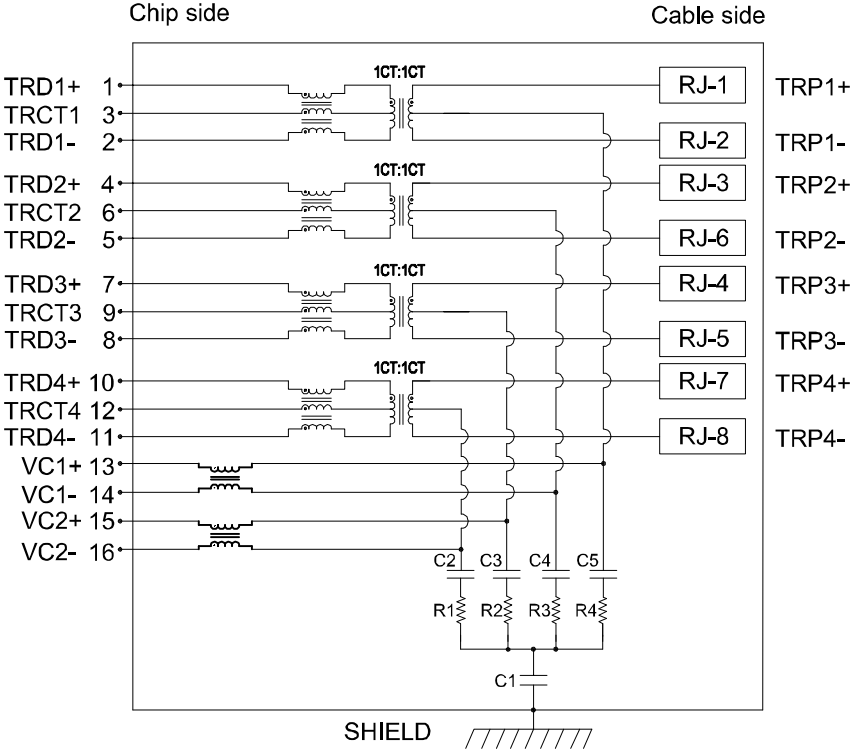 Chip side Cable side
1CT:1CT
TRD1+ 1 RJ-1 TRP1+
TRCT1 3
TRD1- 2 RJ-2 TRP1-
1CT:1CT
TRD2+ 4 RJ-3 TRP2+
TRCT2 6
TRD2- 5 RJ-6 TRP2-
1CT:1CT
TRD3+ 7 RJ-4 TRP3+
TRCT3 9
TRD3- 8 RJ-5 TRP3-
1CT:1CT
TRD4+ 10 RJ-7 TRP4+
TRCT4 12
TRD4- 11 RJ-8 TRP4-
VC1+ 13
VC1- 14
VC2+ 15
VC2- 16
C2 C3 C4 C5
R1 R2 R3 R4
C1
SHIELD